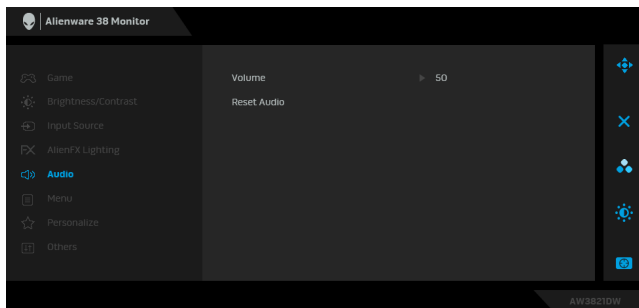 Alienware 38 Monitor
Game
Brightness/Contrast
Input Source
FX AlienFX Lighting
Audio
Menu
Personalize
Others
Volume 50
Reset Audio
AW3821DW